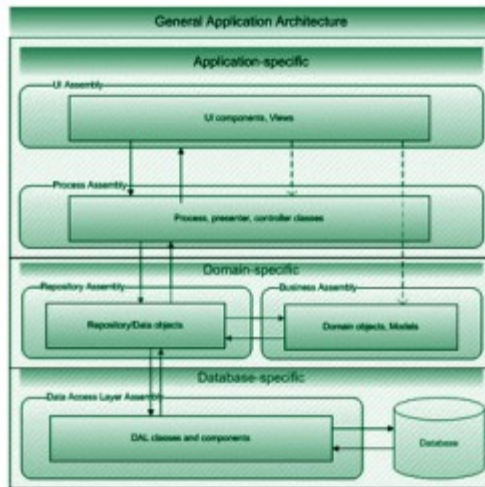 General Application Architecture
Application-specific
UI Assembly
UI components, Views
Process Assembly
Process, presenter, controller classes
Domain-specific
Repository Assembly
Business Assembly
Repository/Data objects
Domain objects, Models
Database-specific
Data Access Layer Assembly
DAL classes and components
Database